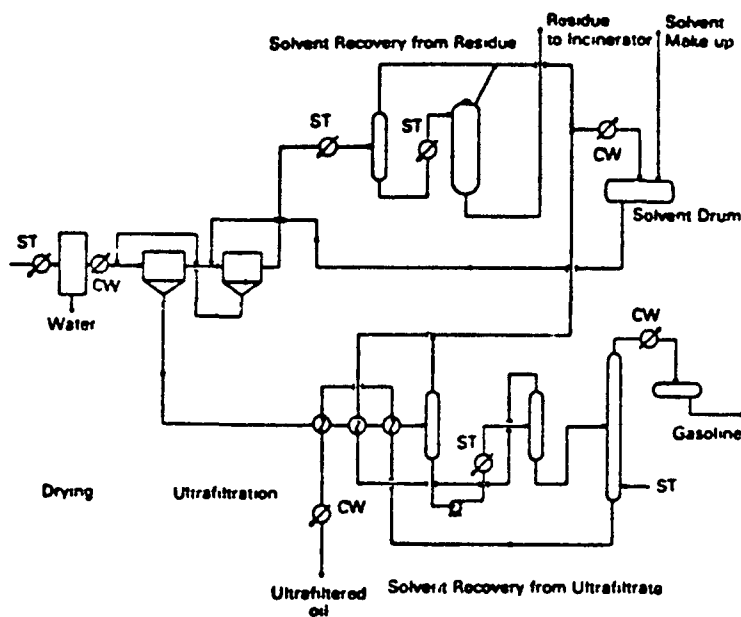 Residue
to Incinerator
Solvent
Make up
Solvent Recovery from Residue
ST
ST
CW
Solvent Drum
ST
CW
Water
CW
Gasoline
ST
ST
Drying
Ultrafiltration
CW
Ultrafiltered
oil
Solvent Recovery from Ultrafiltrate